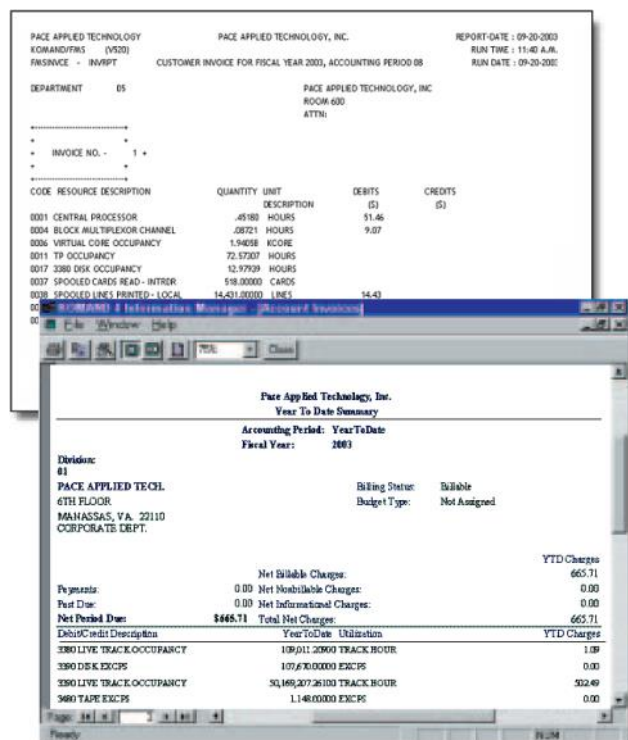 PACE APPLIED TECHNOLOGY PACE APPLIED TECHNOLOGY, INC. REPORT-DATE : 09-20-2003
KOMAND/FMS (V520) RUN TIME : 11:40 A.M.
FMSINVCE - INVRPT CUSTOMER INVOICE FOR FISCAL YEAR 2003, ACCOUNTING PERIOD 08 RUN DATE : 09-20-2003
DEPARTMENT 05 PACE APPLIED TECHNOLOGY, INC
ROOM 600
ATTN:
+ INVOICE NO. - 1 +
CODE RESOURCE DESCRIPTION QUANTITY UNIT DEBITS CREDITS
DESCRIPTION ($) ($)
0001 CENTRAL PROCESSOR .45180 HOURS 51.46
0004 BLOCK MULTIPLEXOR CHANNEL .08721 HOURS 9.07
0006 VIRTUAL CORE OCCUPANCY 1.94058 KCORE
0011 TP OCCUPANCY 72.57307 HOURS
0017 3380 DISK OCCUPANCY 12.97939 HOURS
0037 SPOOLED CARDS READ - INTRDR 518.00000 CARDS
0038 SPOOLED LINES PRINTED - LOCAL 14,431.00000 LINES 14.43
KOMAND 4 Information Manager - [Account Invoices]
File Window Help
75% Close
Pace Applied Technology, Inc.
Year To Date Summary
Accounting Period: YearToDate
Fiscal Year: 2003
Division:
01
PACE APPLIED TECH. Billing Status: Billable
6TH FLOOR Budget Type: Not Assigned
MANASSAS, VA. 22110
CORPORATE DEPT.
YTD Charges
Net Billable Charges: 665.71
Payments: 0.00 Net Nonbillable Charges: 0.00
Past Due: 0.00 Net Informational Charges: 0.00
Net Period Due: $665.71 Total Net Charges: 665.71
Debit/Credit Description YearToDate Utilization YTD Charges
3380 LIVE TRACK OCCUPANCY 109,011.20900 TRACK HOUR 1.09
3390 DISK EXCPS 107,670.00000 EXCPS 0.00
3390 LIVE TRACK OCCUPANCY 50,169,207.26100 TRACK HOUR 502.49
3480 TAPE EXCPS 1,148.00000 EXCPS 0.00
Page: 1
Ready NUM